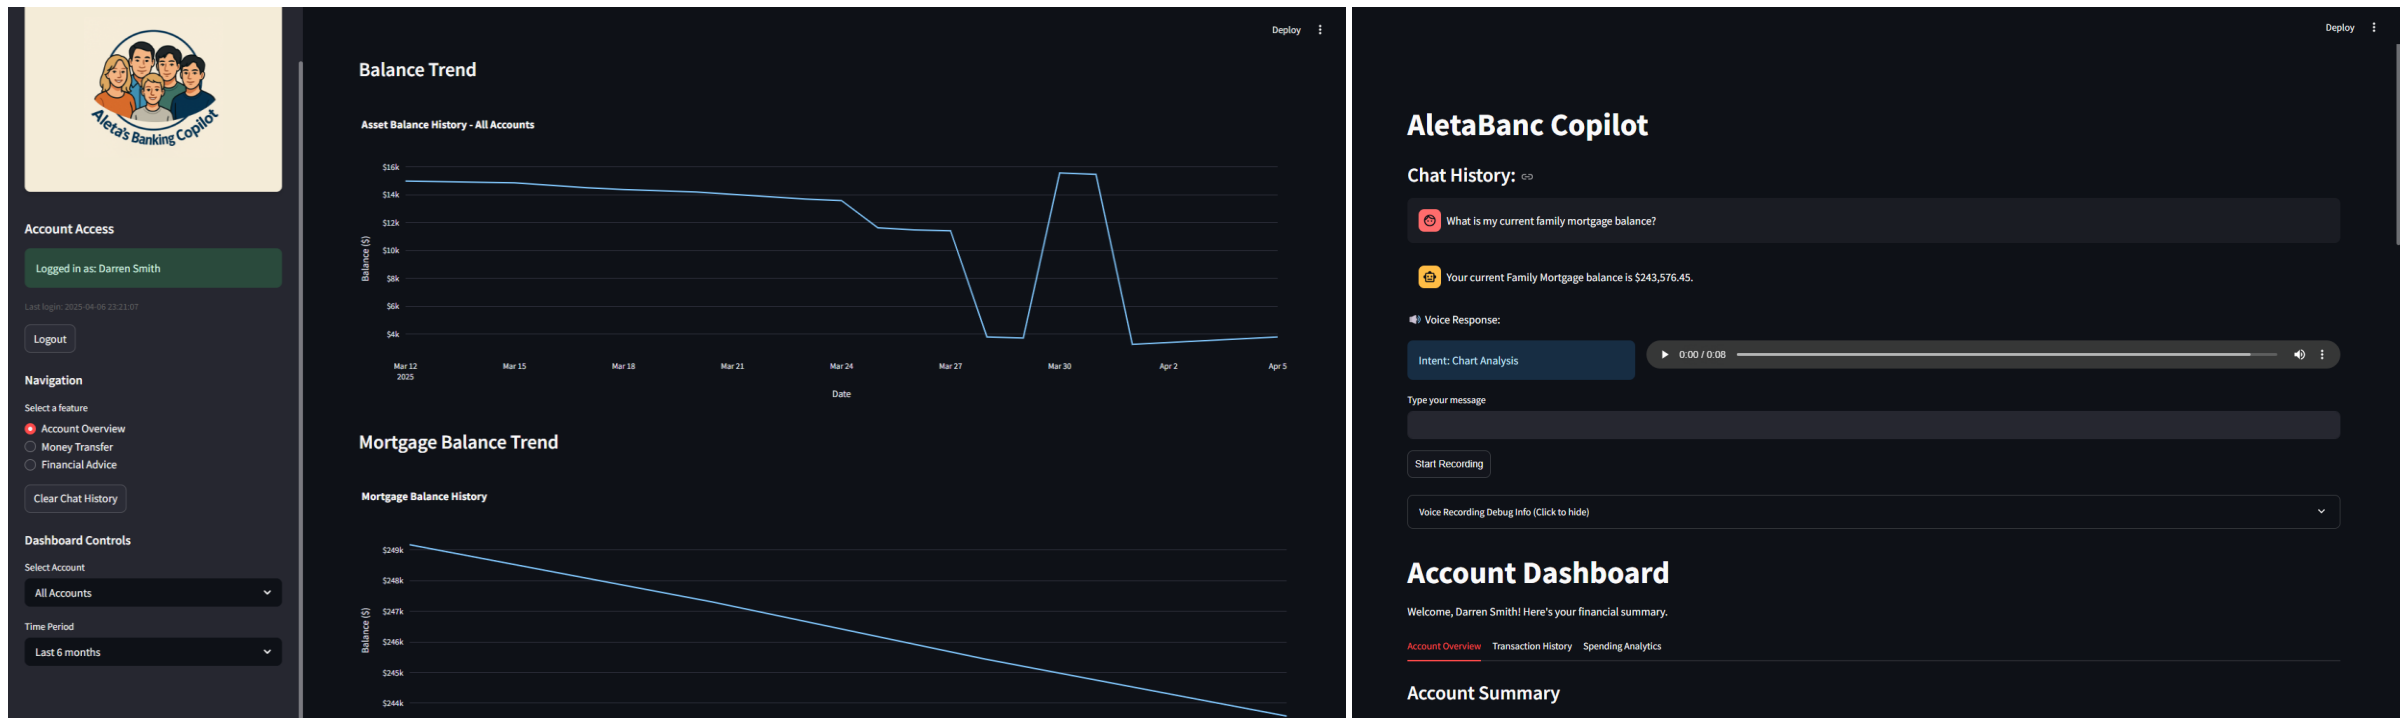 Aleta's Banking Copilot
Account Access
Logged in as: Darren Smith
Last login: 2025-04-06 23:21:07
Logout
Navigation
Select a feature
Account Overview
Money Transfer
Financial Advice
Clear Chat History
Dashboard Controls
Select Account
All Accounts
Time Period
Last 6 months
Deploy
Balance Trend
Asset Balance History - All Accounts
$16k
$14k
$12k
$10k
$8k
$6k
$4k
Balance ($)
Mar 12 Mar 15 Mar 18 Mar 21 Mar 24 Mar 27 Mar 30 Apr 2 Apr 5
2025
Date
Mortgage Balance Trend
Mortgage Balance History
$249k
$248k
$247k
$246k
$245k
$244k
Balance ($)
Deploy
AletaBanc Copilot
Chat History:
What is my current family mortgage balance?
Your current Family Mortgage balance is $243,576.45.
Voice Response:
Intent: Chart Analysis
0:00 / 0:08
Type your message
Start Recording
Voice Recording Debug Info (Click to hide)
Account Dashboard
Welcome, Darren Smith! Here's your financial summary.
Account Overview Transaction History Spending Analytics
Account Summary